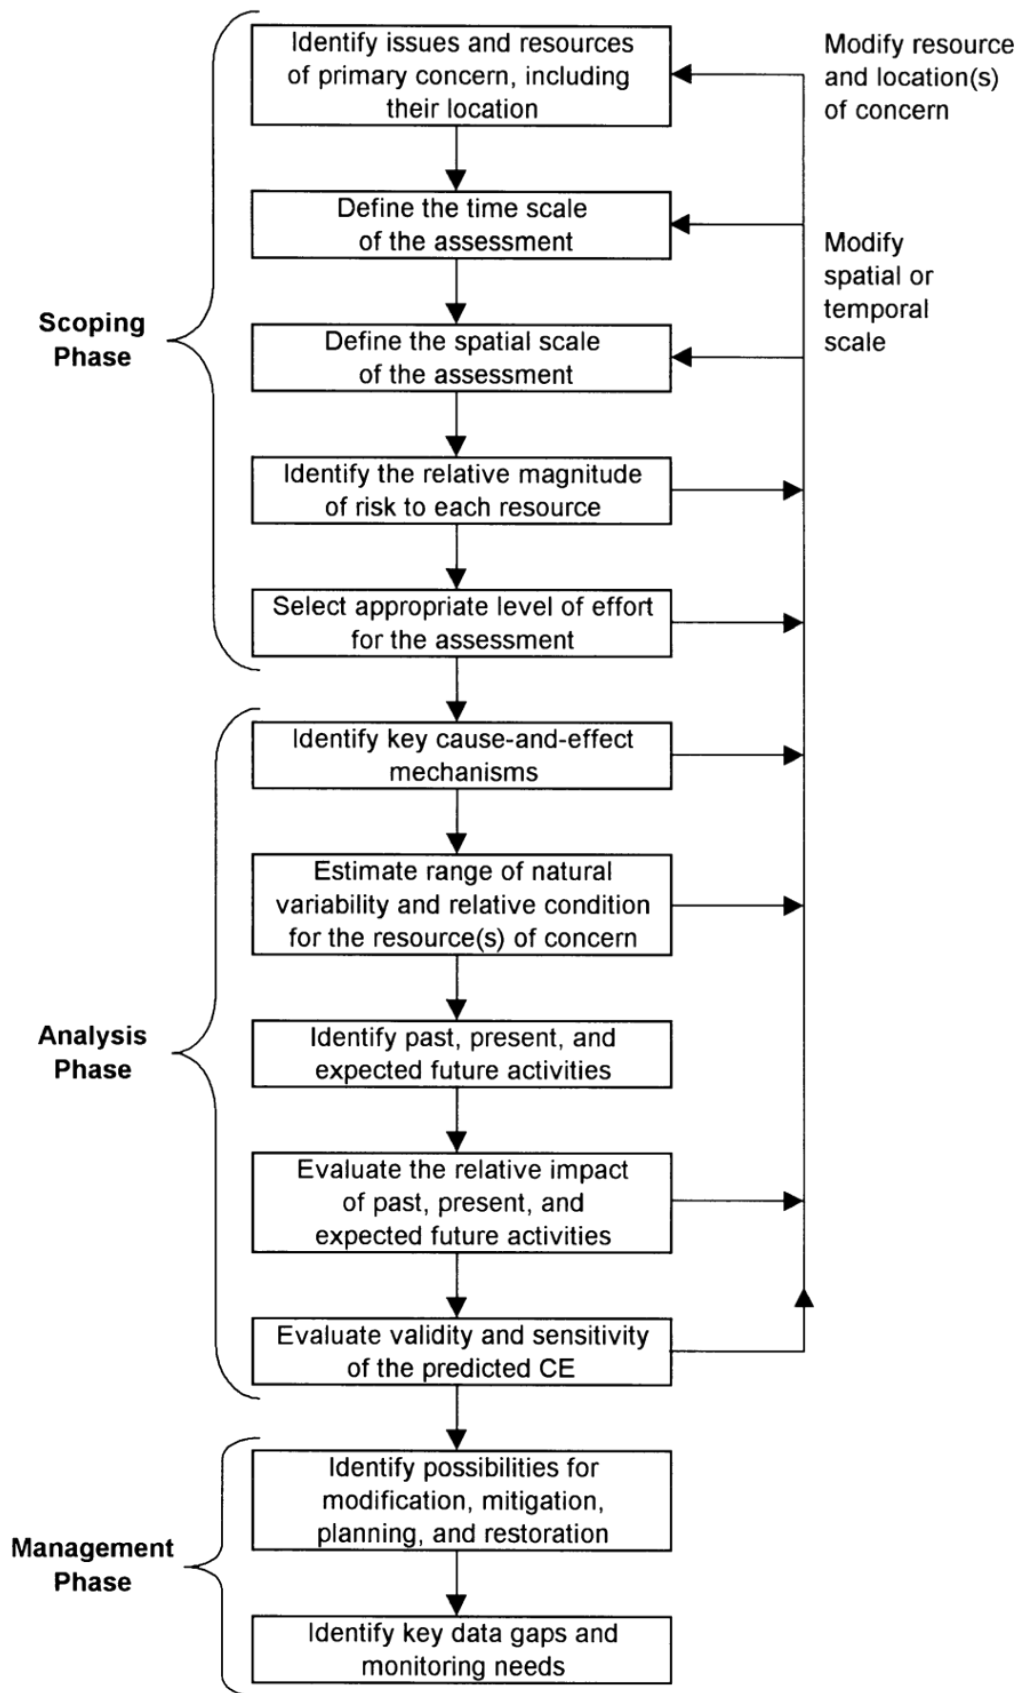 Identify issues and resources
of primary concern, including
their location
Modify resource
and location(s)
of concern
Define the time scale
of the assessment
Modify
spatial or
temporal
scale
Scoping
Phase
Define the spatial scale
of the assessment
Identify the relative magnitude
of risk to each resource
Select appropriate level of effort
for the assessment
Identify key cause-and-effect
mechanisms
Estimate range of natural
variability and relative condition
for the resource(s) of concern
Analysis
Phase
Identify past, present, and
expected future activities
Evaluate the relative impact
of past, present, and
expected future activities
Evaluate validity and sensitivity
of the predicted CE
Identify possibilities for
modification, mitigation,
planning, and restoration
Management
Phase
Identify key data gaps and
monitoring needs